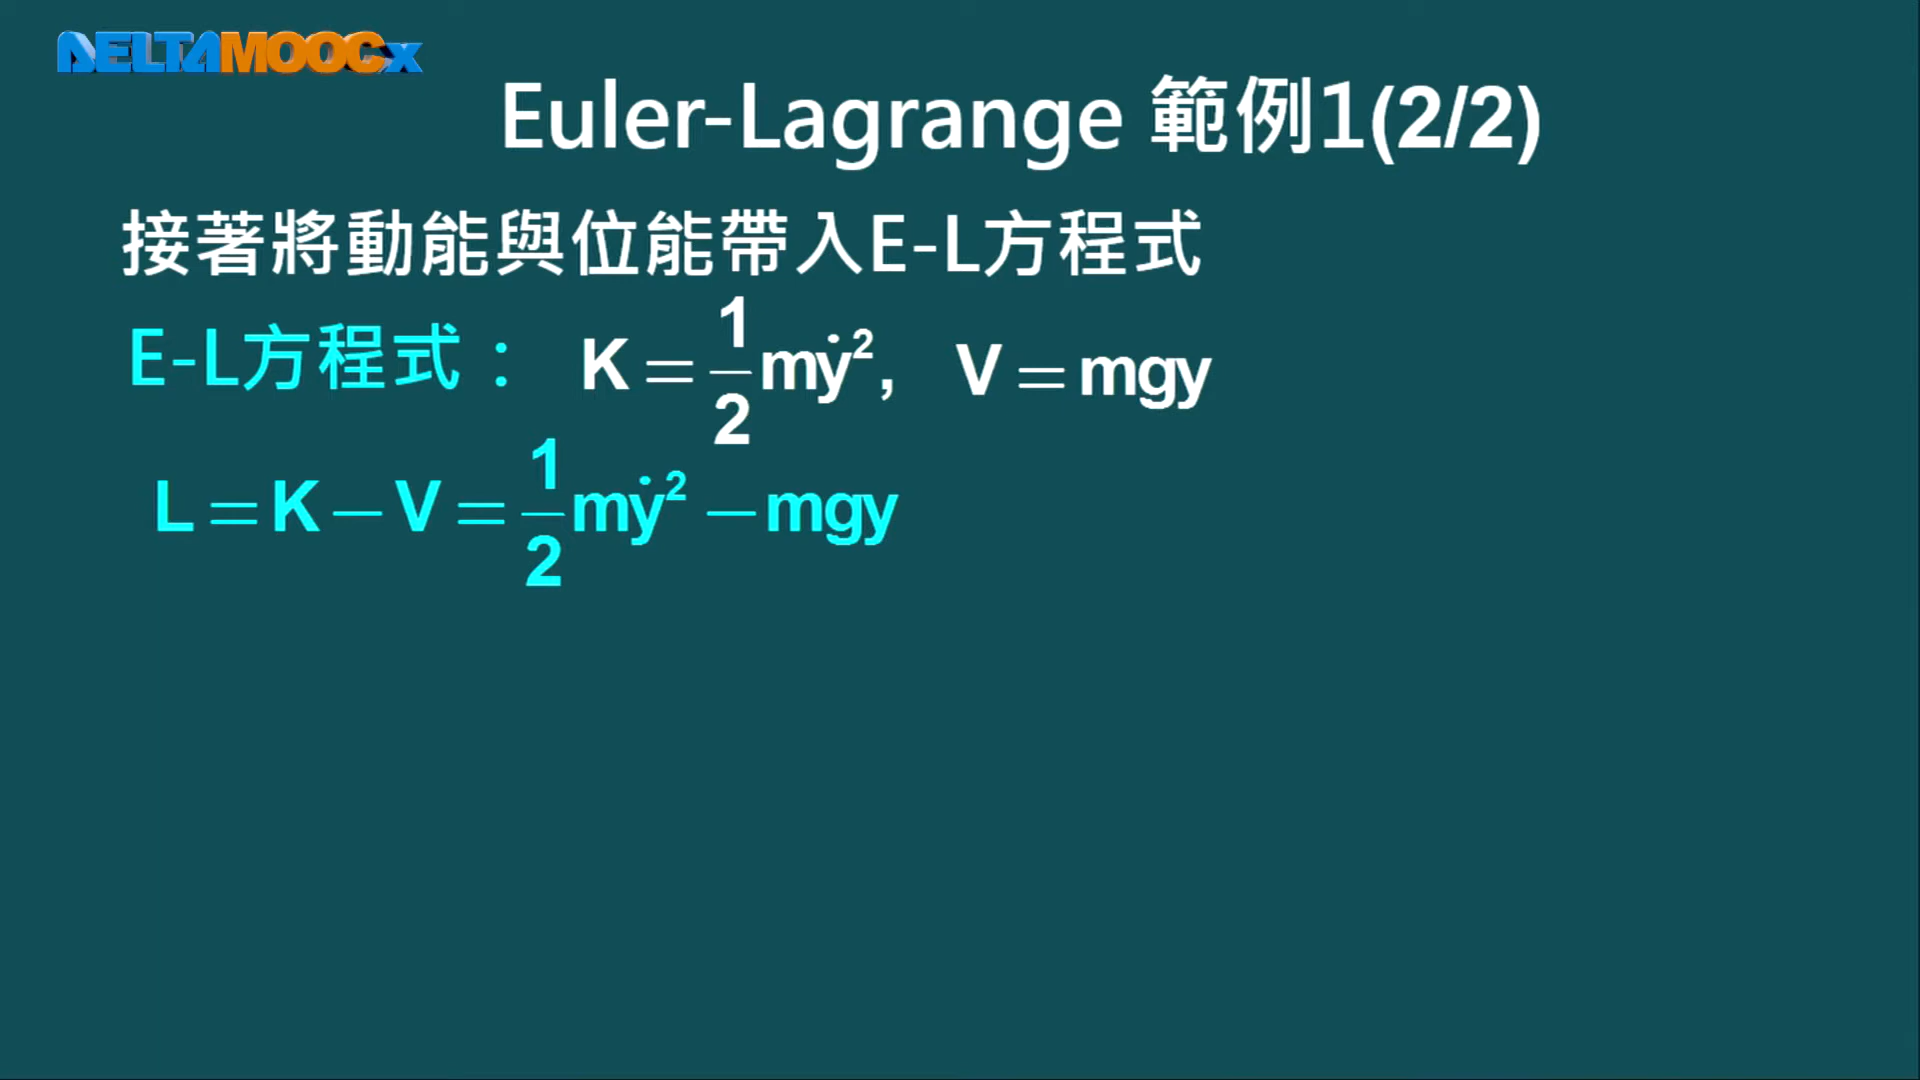 DELTAMOOCx
Euler-Lagrange 範例1(2/2)
接著將動能與位能帶入E-L方程式
E-L方程式： K = 1/2 mẏ², V = mgy
L = K − V = 1/2 mẏ² − mgy